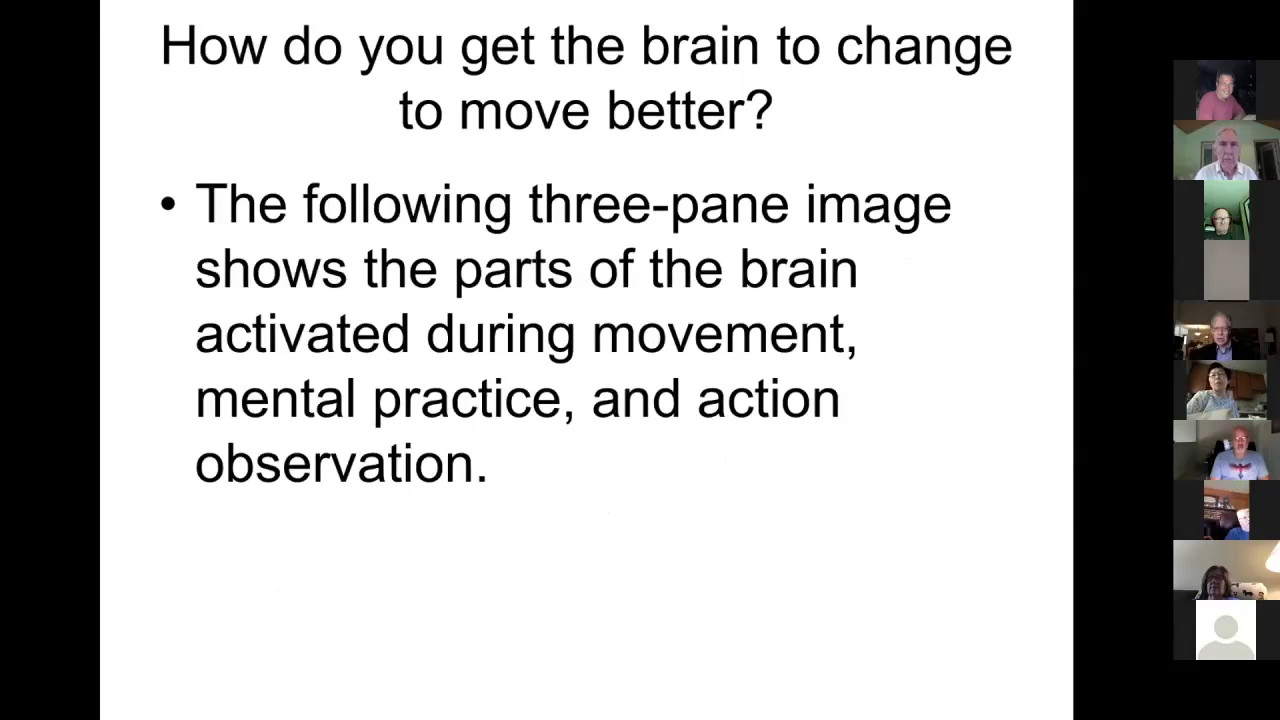 How do you get the brain to change
to move better?
• The following three-pane image
shows the parts of the brain
activated during movement,
mental practice, and action
observation.